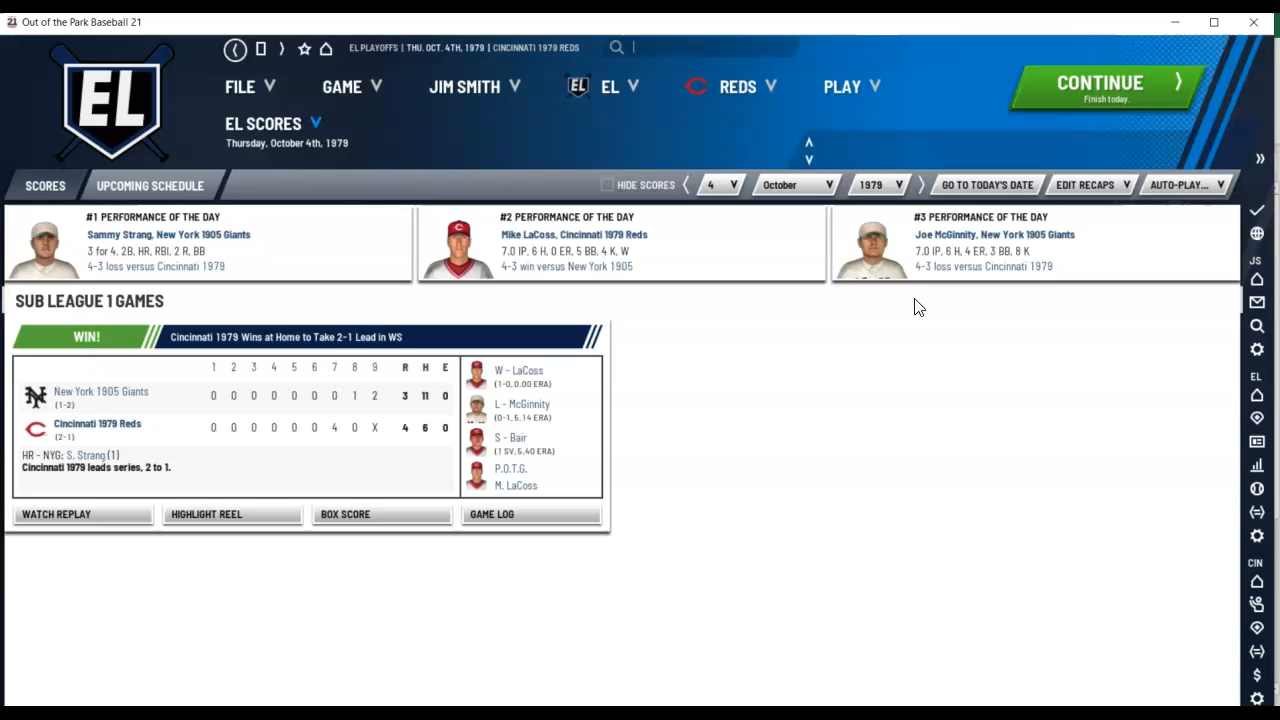 21 Out of the Park Baseball 21
EL PLAYOFFS | THU. OCT. 4TH, 1979 | CINCINNATI 1979 REDS
EL
FILE GAME JIM SMITH EL EL REDS PLAY
CONTINUE
Finish today.
EL SCORES
Thursday, October 4th, 1979
SCORES UPCOMING SCHEDULE HIDE SCORES 4 October 1979 GO TO TODAY'S DATE EDIT RECAPS AUTO-PLAY...
#1 PERFORMANCE OF THE DAY
Sammy Strang, New York 1905 Giants
3 for 4, 2B, HR, RBI, 2 R, BB
4-3 loss versus Cincinnati 1979
#2 PERFORMANCE OF THE DAY
Mike LaCoss, Cincinnati 1979 Reds
7.0 IP, 6 H, 0 ER, 5 BB, 4 K, W
4-3 win versus New York 1905
#3 PERFORMANCE OF THE DAY
Joe McGinnity, New York 1905 Giants
7.0 IP, 6 H, 4 ER, 3 BB, 8 K
4-3 loss versus Cincinnati 1979
SUB LEAGUE 1 GAMES
WIN! Cincinnati 1979 Wins at Home to Take 2-1 Lead in WS
1 2 3 4 5 6 7 8 9 R H E
New York 1905 Giants 0 0 0 0 0 0 0 1 2 3 11 0
(1-2)
Cincinnati 1979 Reds 0 0 0 0 0 0 4 0 X 4 6 0
(2-1)
HR - NYG: S. Strang (1)
Cincinnati 1979 leads series, 2 to 1.
W - LaCoss
(1-0, 0.00 ERA)
L - McGinnity
(0-1, 5.14 ERA)
S - Bair
(1 SV, 5.40 ERA)
P.O.T.G.
M. LaCoss
WATCH REPLAY HIGHLIGHT REEL BOX SCORE GAME LOG
JS
EL
CIN